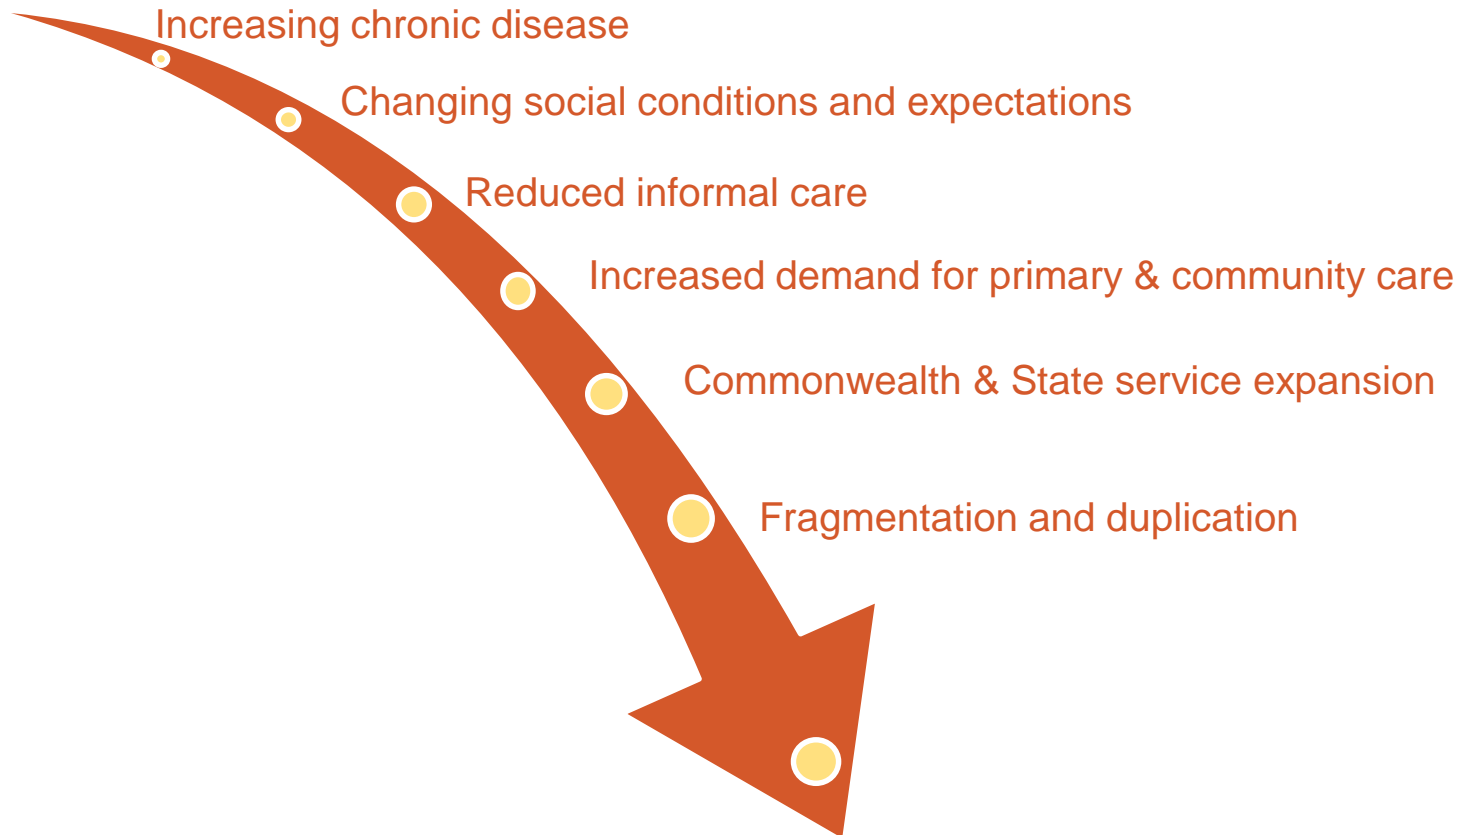 Increasing chronic disease
Changing social conditions and expectations
Reduced informal care
Increased demand for primary & community care
Commonwealth & State service expansion
Fragmentation and duplication